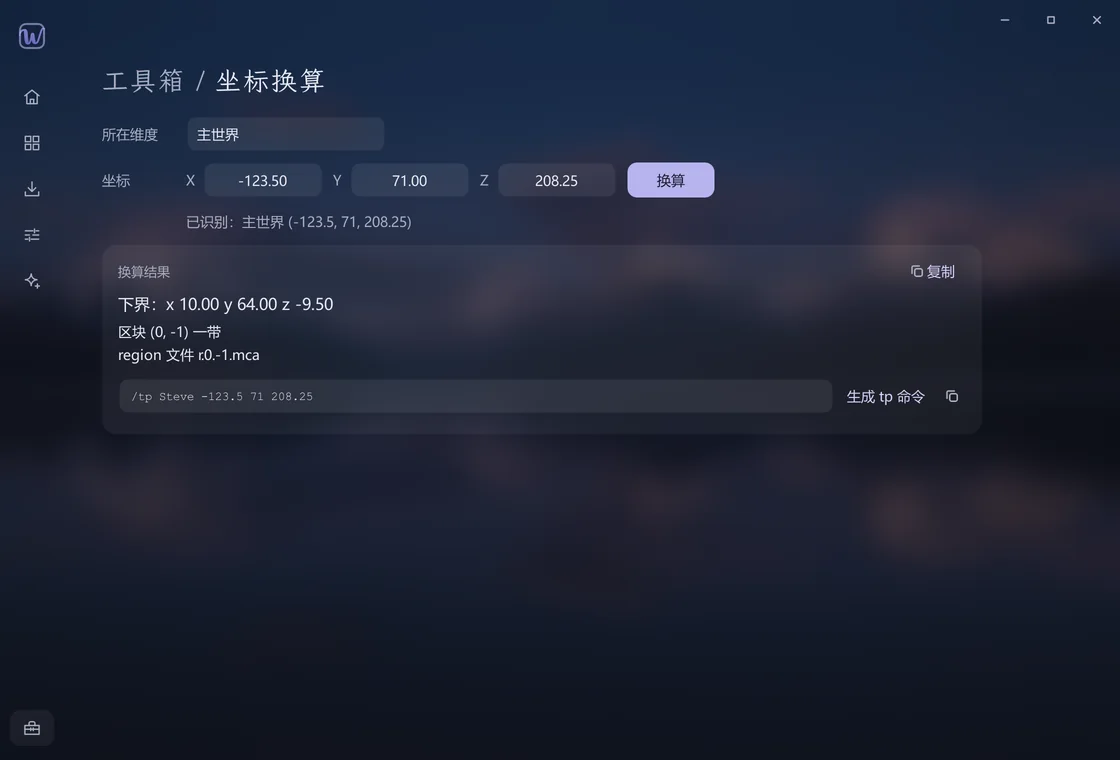 工具箱 / 坐标换算
所在维度 主世界
坐标 X -123.50 Y 71.00 Z 208.25 换算
已识别：主世界 (-123.5, 71, 208.25)
换算结果 复制
下界：x 10.00 y 64.00 z -9.50
区块 (0, -1) 一带
region 文件 r.0.-1.mca
/tp Steve -123.5 71 208.25 生成 tp 命令